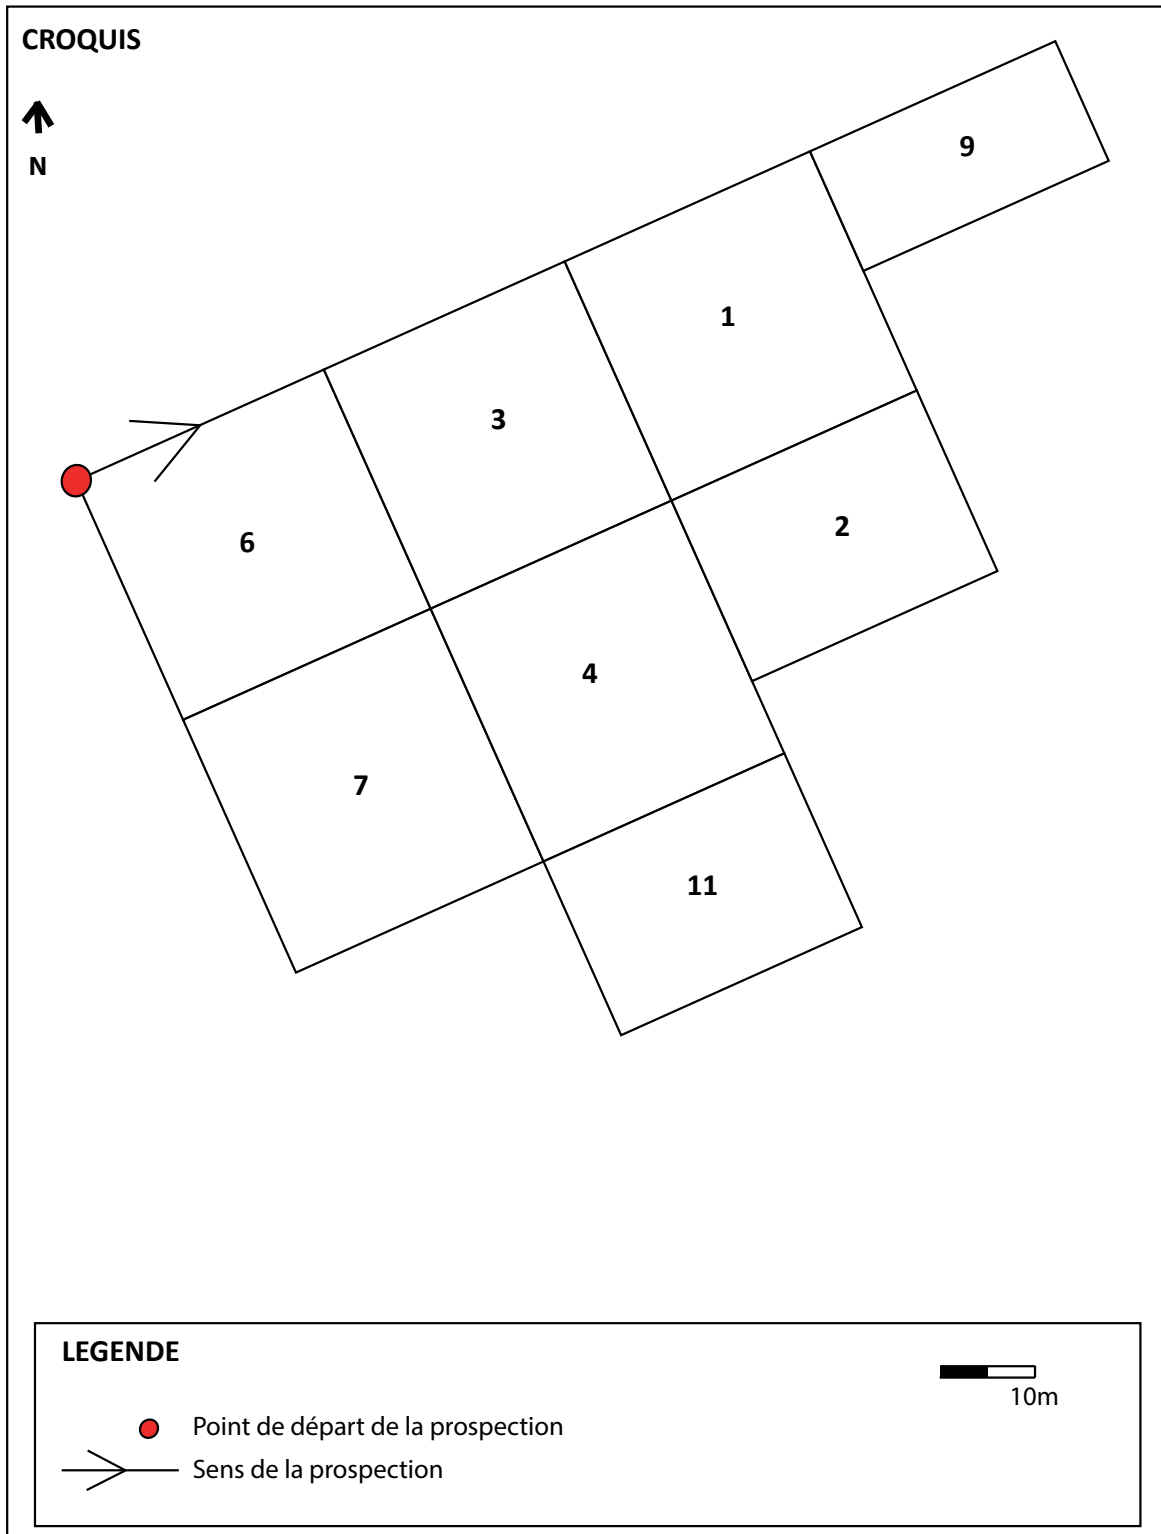 CROQUIS
N
9
1
3
2
6
4
7
11
LEGENDE
10m
Point de départ de la prospection
Sens de la prospection